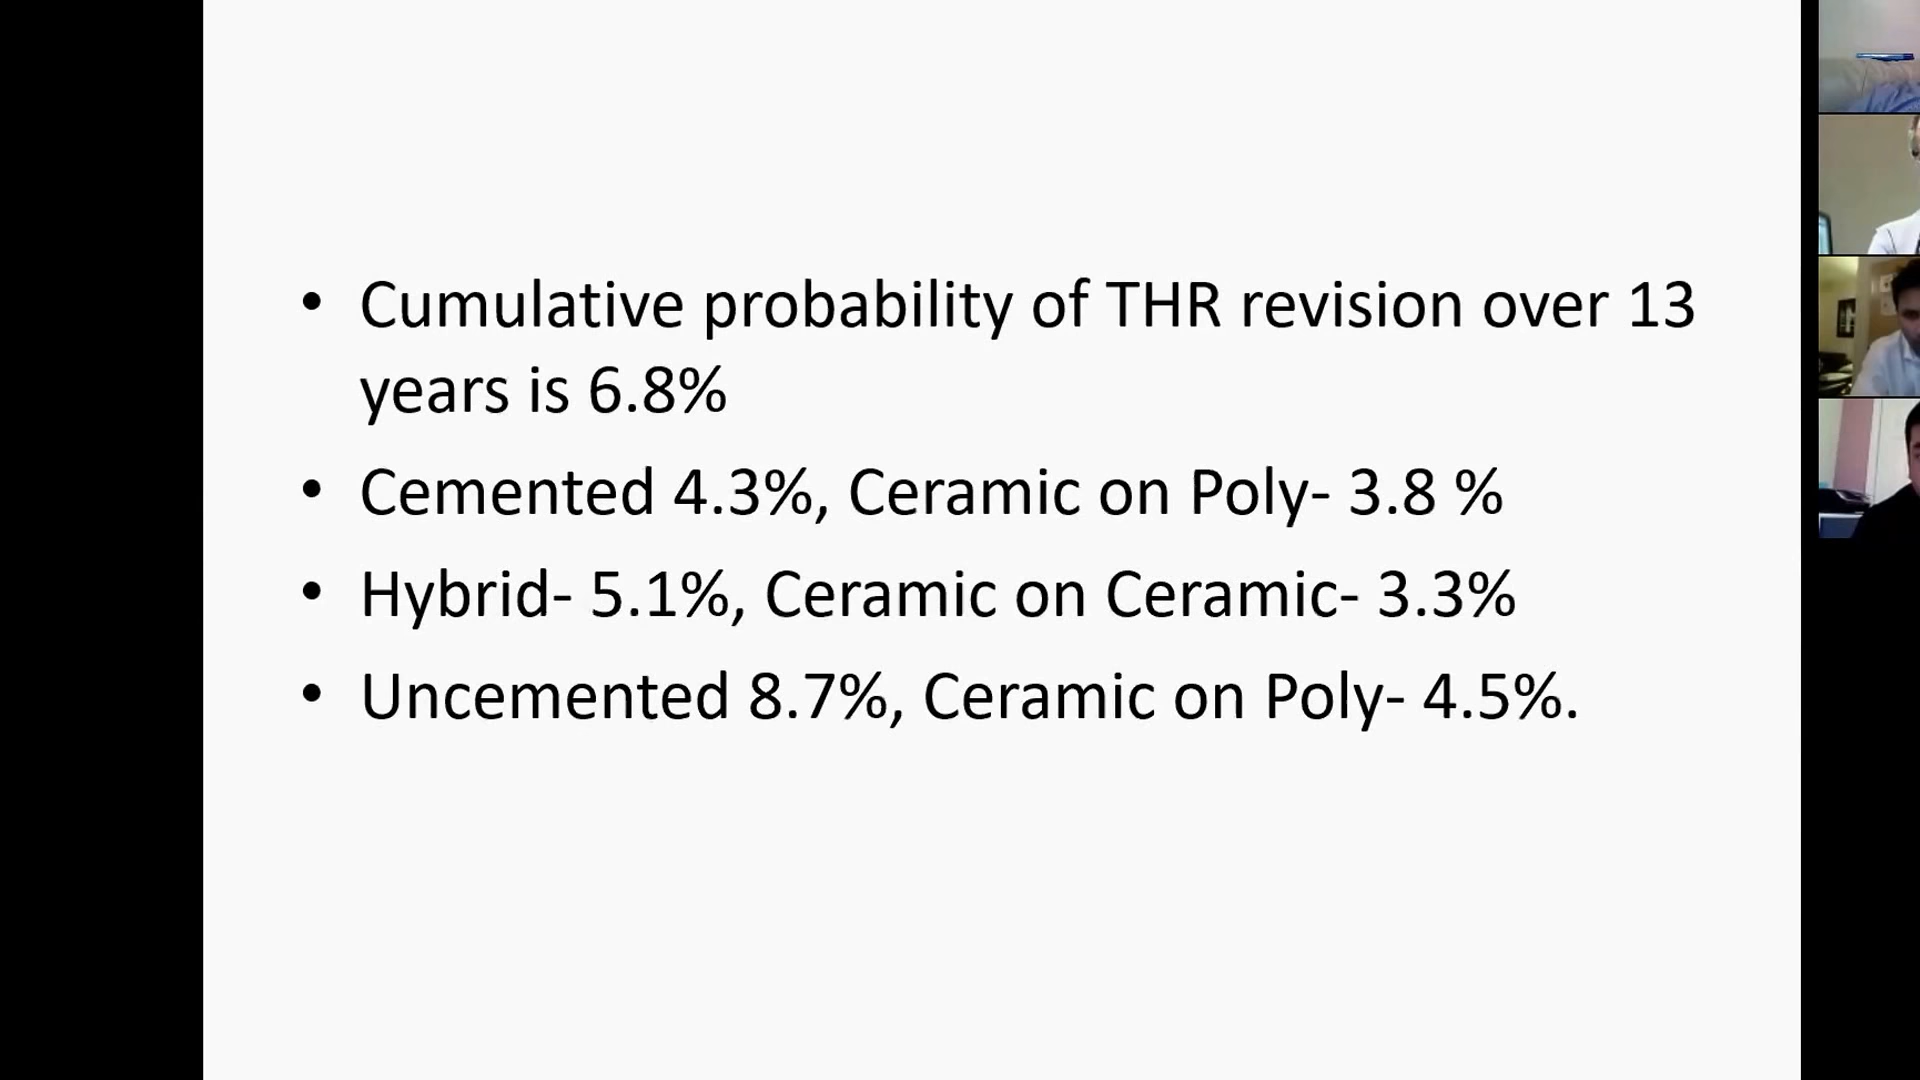 • Cumulative probability of THR revision over 13
years is 6.8%
• Cemented 4.3%, Ceramic on Poly- 3.8 %
• Hybrid- 5.1%, Ceramic on Ceramic- 3.3%
• Uncemented 8.7%, Ceramic on Poly- 4.5%.